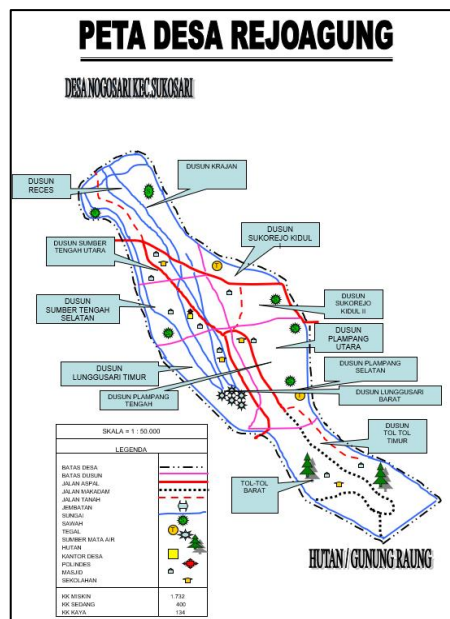 PETA DESA REJOAGUNG
DESA NOGOSARI KEC.SUKOSARI
DUSUN KRAJAN
DUSUN
RECES
DUSUN
SUKOREJO KIDUL
DUSUN SUMBER
TENGAH UTARA
T
DUSUN
SUKOREJO
KIDUL II
DUSUN
SUMBER TENGAH
SELATAN
DUSUN
PLAMPANG
UTARA
DUSUN
LUNGGUSARI TIMUR
DUSUN PLAMPANG
SELATAN
DUSUN PLAMPANG
TENGAH
DUSUN LUNGGUSARI
BARAT
T
DUSUN
TOL TOL
TIMUR
TOL-TOL
BARAT
HUTAN / GUNUNG RAUNG
SKALA = 1 : 50.000
LEGENDA
BATAS DESA
BATAS DUSUN
JALAN ASPAL
JALAN MAKADAM
JALAN TANAH
JEMBATAN
SUNGAI
SAWAH
TEGAL T
SUMBER MATA AIR
HUTAN
KANTOR DESA
POLINDES
MASJID
SEKOLAHAN
KK MISKIN 1.732
KK SEDANG 400
KK KAYA 134